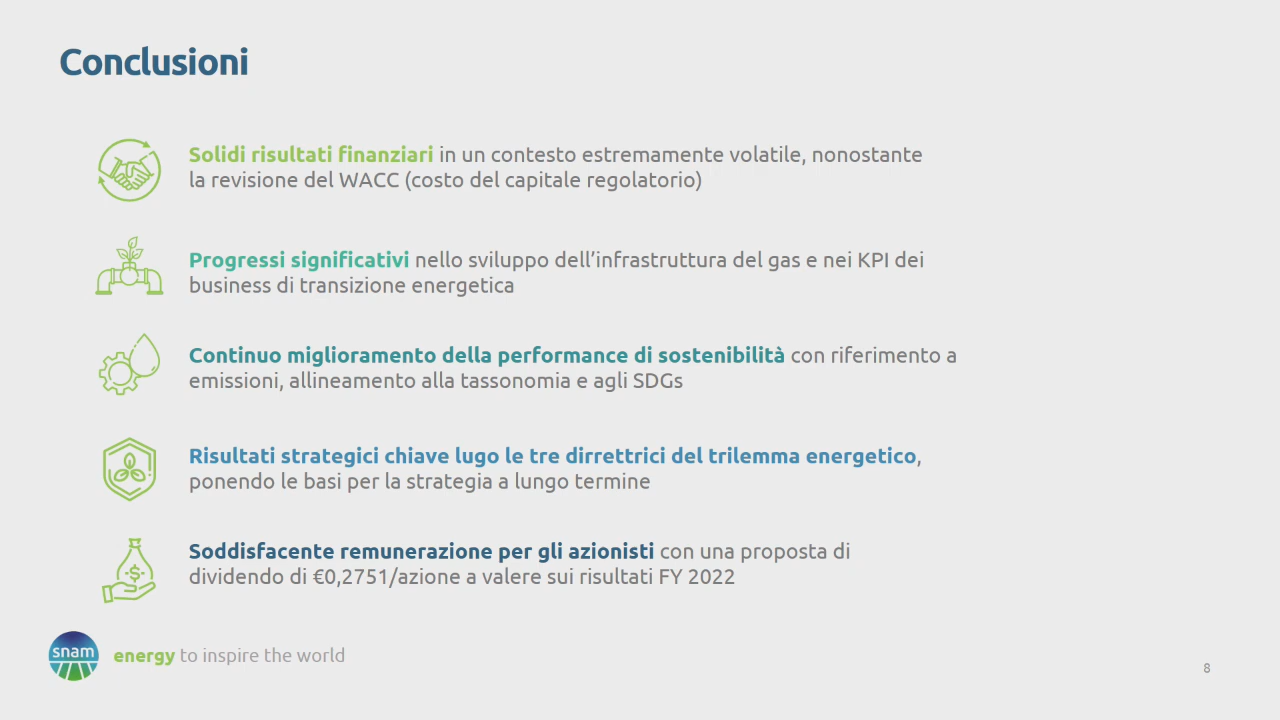 Conclusioni
Solidi risultati finanziari in un contesto estremamente volatile, nonostante
la revisione del WACC (costo del capitale regolatorio)
Progressi significativi nello sviluppo dell’infrastruttura del gas e nei KPI dei
business di transizione energetica
Continuo miglioramento della performance di sostenibilità con riferimento a
emissioni, allineamento alla tassonomia e agli SDGs
Risultati strategici chiave lugo le tre dirrettrici del trilemma energetico,
ponendo le basi per la strategia a lungo termine
$
Soddisfacente remunerazione per gli azionisti con una proposta di
dividendo di €0,2751/azione a valere sui risultati FY 2022
snam
energy to inspire the world
8